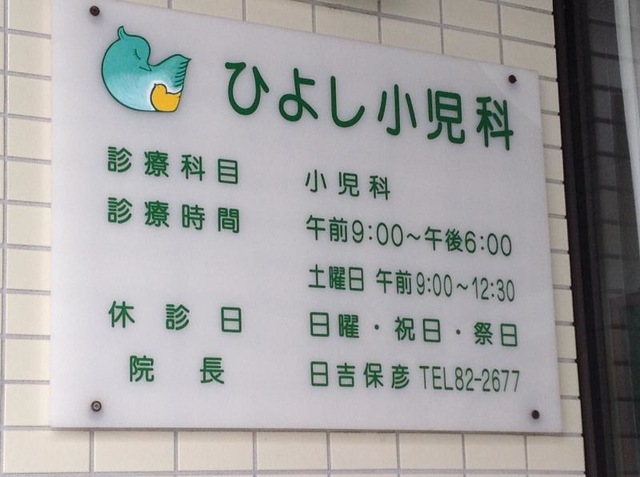 ひよし小児科
診療科目 小児科
診療時間 午前9:00～午後6:00
土曜日 午前9:00～12:30
休診日 日曜・祝日・祭日
院長 日吉保彦 TEL82-2677